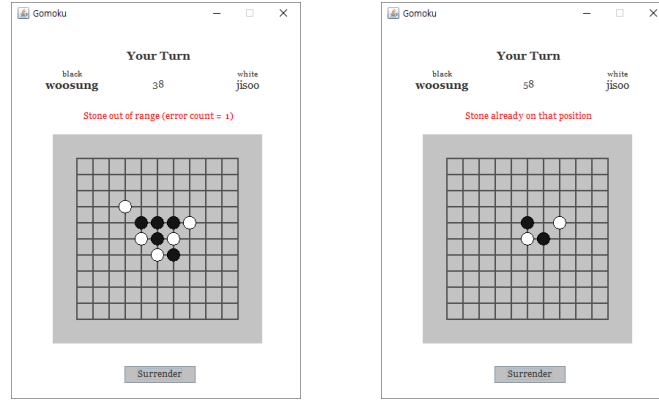 Gomoku
Your Turn
black
white
woosung
38
jisoo
Stone out of range (error count = 1)
Surrender
Gomoku
Your Turn
black
white
woosung
58
jisoo
Stone already on that position
Surrender